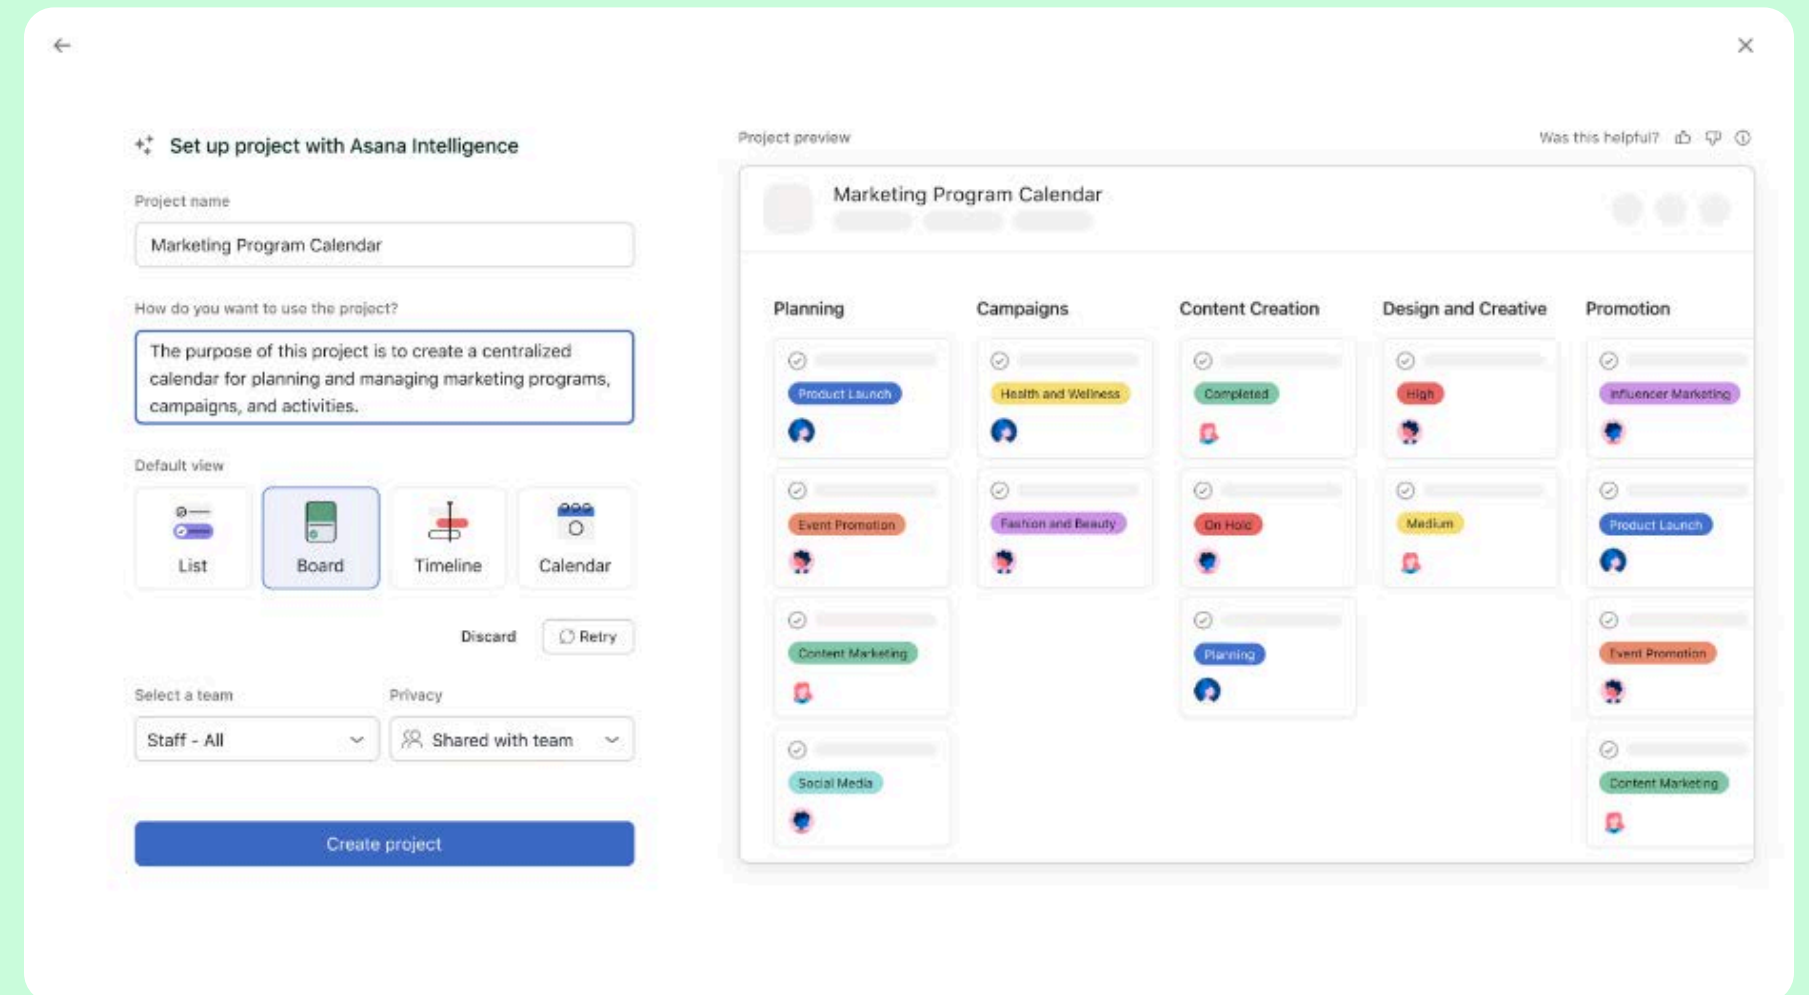 Set up project with Asana Intelligence
Project name
Marketing Program Calendar
How do you want to use the project?
The purpose of this project is to create a centralized
calendar for planning and managing marketing programs,
campaigns, and activities.
Default view
List
Board
Timeline
Calendar
Discard
Retry
Select a team
Privacy
Staff - All
Shared with team
Create project
Project preview
Was this helpful?
Marketing Program Calendar
Planning
Product Launch
Event Promotion
Content Marketing
Social Media
Campaigns
Health and Wellness
Fashion and Beauty
Content Creation
Completed
On Hold
Planning
Design and Creative
High
Medium
Promotion
Influencer Marketing
Product Launch
Event Promotion
Content Marketing